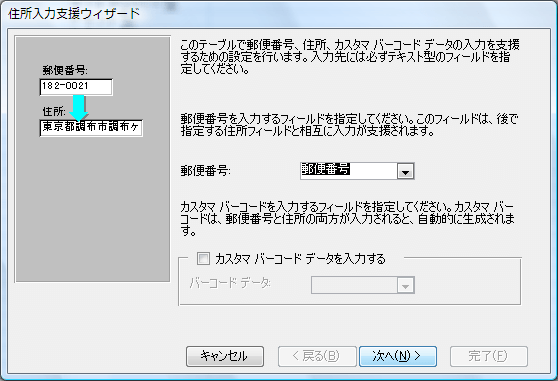 住所入力支援ウィザード
郵便番号:
182-0021
住所:
東京都調布市調布ヶ
このテーブルで郵便番号、住所、カスタマ バーコード データの入力を支援
するための設定を行います。入力先には必ずテキスト型のフィールドを指
定してください。
郵便番号を入力するフィールドを指定してください。このフィールドは、後で
指定する住所フィールドと相互に入力が支援されます。
郵便番号:
郵便番号
カスタマ バーコードを入力するフィールドを指定してください。カスタマ バー
コードは、郵便番号と住所の両方が入力されると、自動的に生成されま
す。
カスタマ バーコード データを入力する
バーコード データ:
キャンセル
< 戻る(B)
次へ(N) >
完了(F)